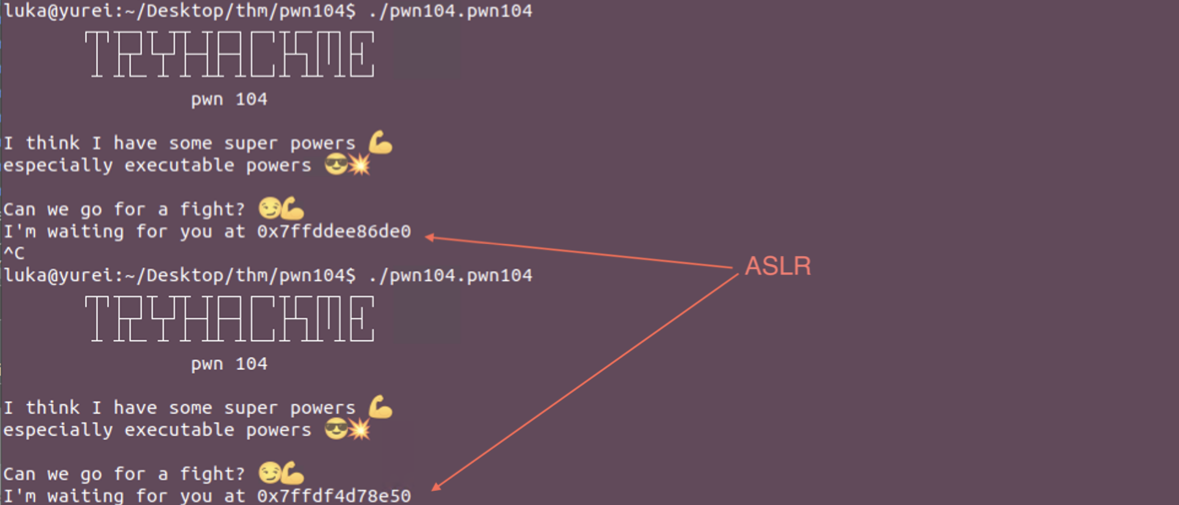 luka@yurei:~/Desktop/thm/pwn104$ ./pwn104.pwn104
TRYHACKME
pwn 104
I think I have some super powers 💪
especially executable powers 😎💥
Can we go for a fight? 😏💪
I'm waiting for you at 0x7ffddee86de0
^C
ASLR
luka@yurei:~/Desktop/thm/pwn104$ ./pwn104.pwn104
TRYHACKME
pwn 104
I think I have some super powers 💪
especially executable powers 😎💥
Can we go for a fight? 😏💪
I'm waiting for you at 0x7ffdf4d78e50